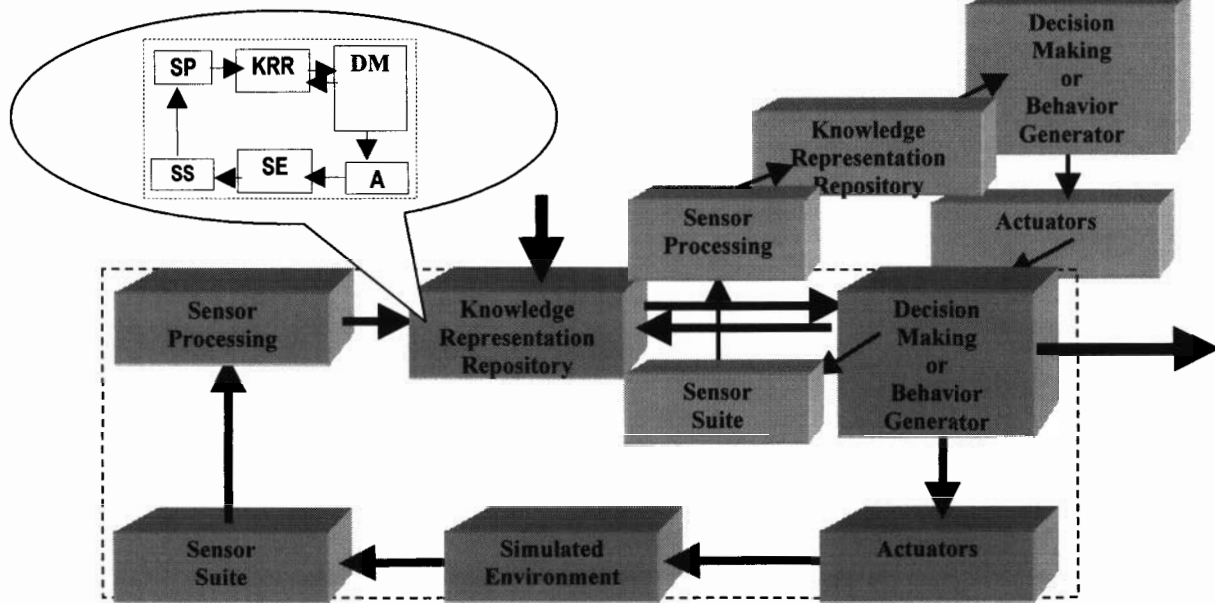 SP
KRR
DM
SS
SE
A
Decision
Making
or
Behavior
Generator
Knowledge
Representation
Repository
Sensor
Processing
Actuators
Sensor
Processing
Knowledge
Representation
Repository
Decision
Making
or
Behavior
Generator
Sensor
Suite
Sensor
Suite
Simulated
Environment
Actuators